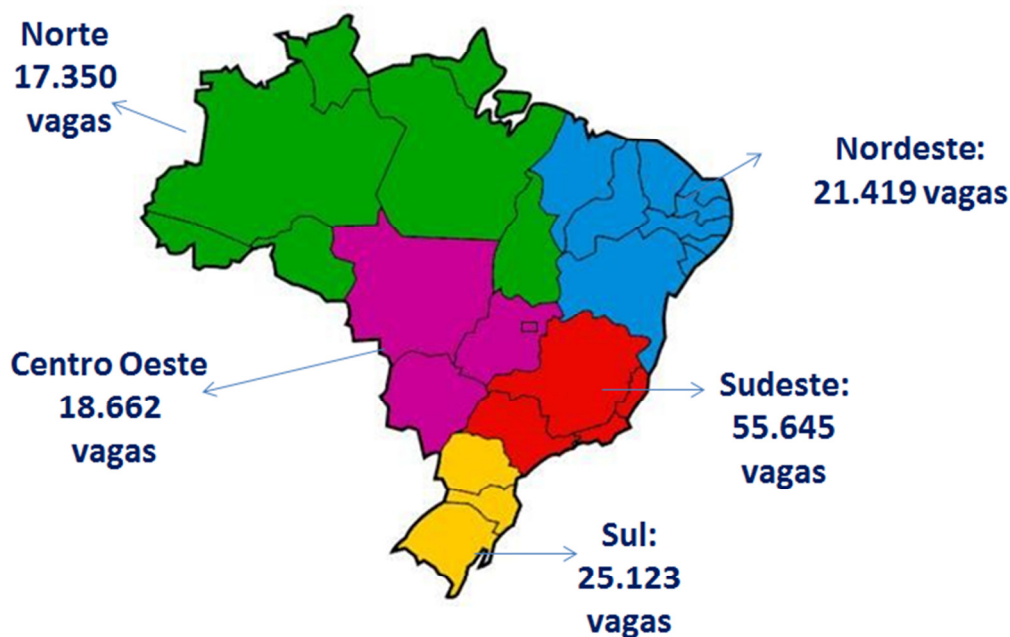 Norte
17.350
vagas
Nordeste:
21.419 vagas
Centro Oeste
18.662
vagas
Sudeste:
55.645
vagas
Sul:
25.123
vagas